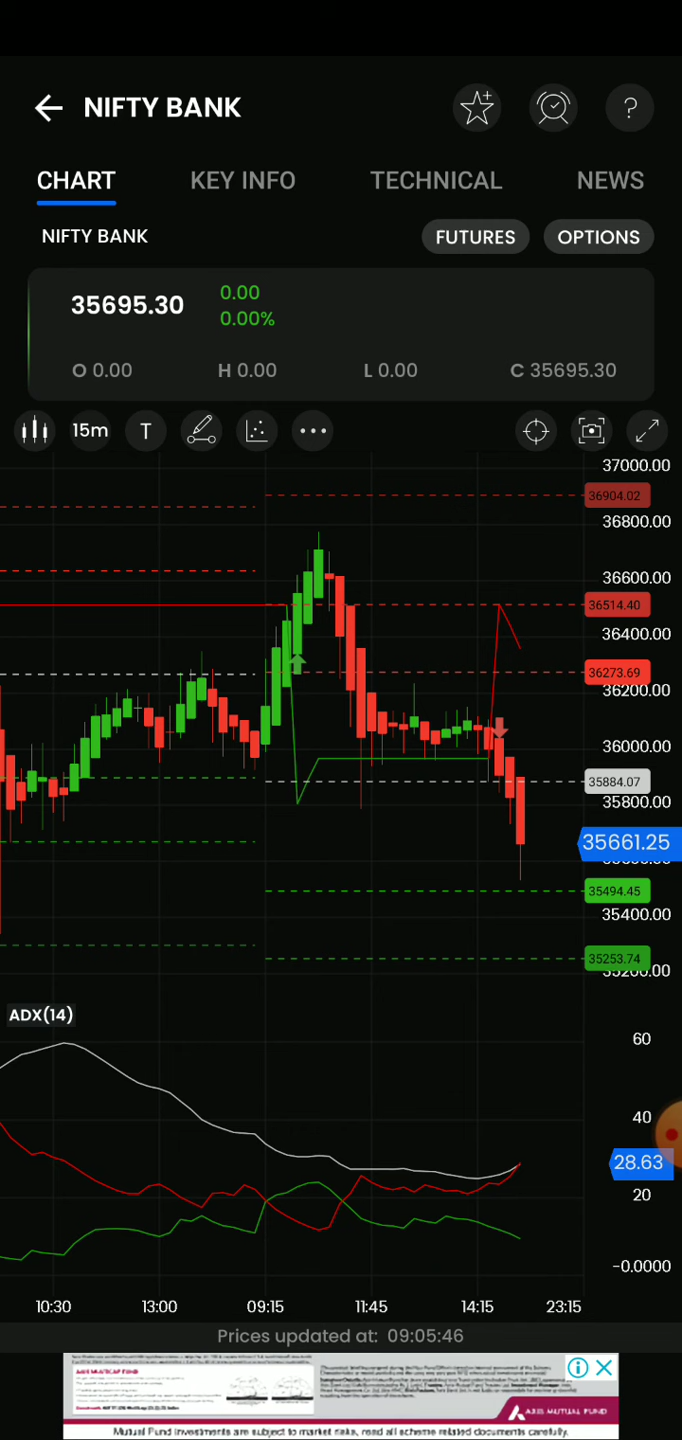 NIFTY BANK
CHART KEY INFO TECHNICAL NEWS
NIFTY BANK FUTURES OPTIONS
35695.30 0.00
0.00%
O 0.00 H 0.00 L 0.00 C 35695.30
15m T
37000.00
36904.02
36800.00
36600.00
36514.40
36400.00
36273.69
36200.00
36000.00
35884.07
35800.00
35661.25
35494.45
35400.00
35253.74
ADX(14)
60
40
28.63
20
-0.0000
10:30 13:00 09:15 11:45 14:15 23:15
Prices updated at: 09:05:46
AXIS MUTUAL FUND
Mutual Fund investments are subject to market risks, read all scheme related documents carefully.